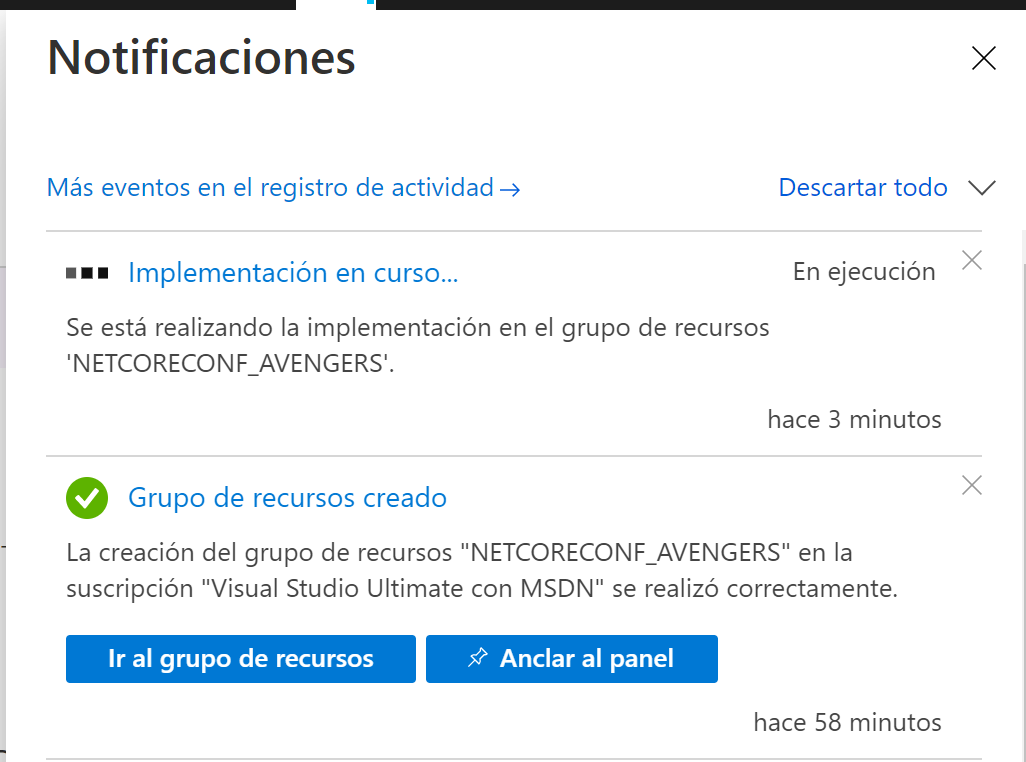 Notificaciones
Más eventos en el registro de actividad→
Descartar todo
Implementación en curso...
En ejecución
Se está realizando la implementación en el grupo de recursos
'NETCORECONF_AVENGERS'.
hace 3 minutos
Grupo de recursos creado
La creación del grupo de recursos "NETCORECONF_AVENGERS" en la
suscripción "Visual Studio Ultimate con MSDN" se realizó correctamente.
Ir al grupo de recursos
Anclar al panel
hace 58 minutos